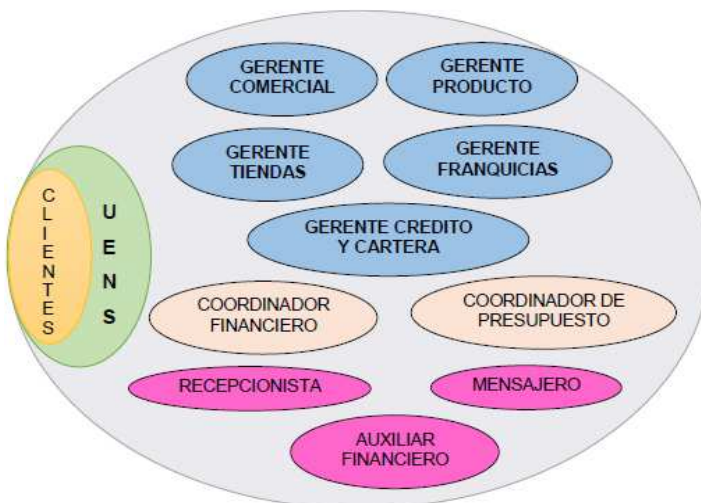 GERENTE
COMERCIAL
GERENTE
PRODUCTO
GERENTE
TIENDAS
GERENTE
FRANQUICIAS
CLIENTES
UENS
GERENTE CREDITO
Y CARTERA
COORDINADOR
FINANCIERO
COORDINADOR DE
PRESUPUESTO
RECEPCIONISTA
MENSAJERO
AUXILIAR
FINANCIERO